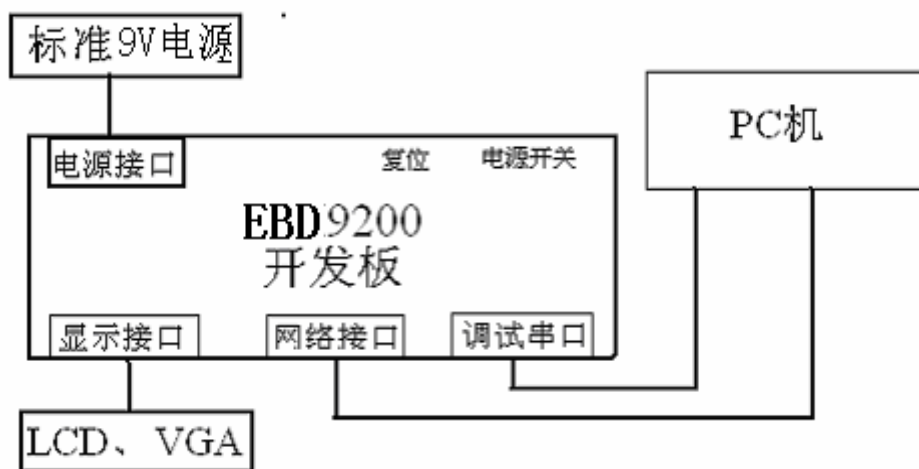 标准9V电源
PC机
电源接口
复位
电源开关
EBD9200
开发板
显示接口
网络接口
调试串口
LCD、VGA